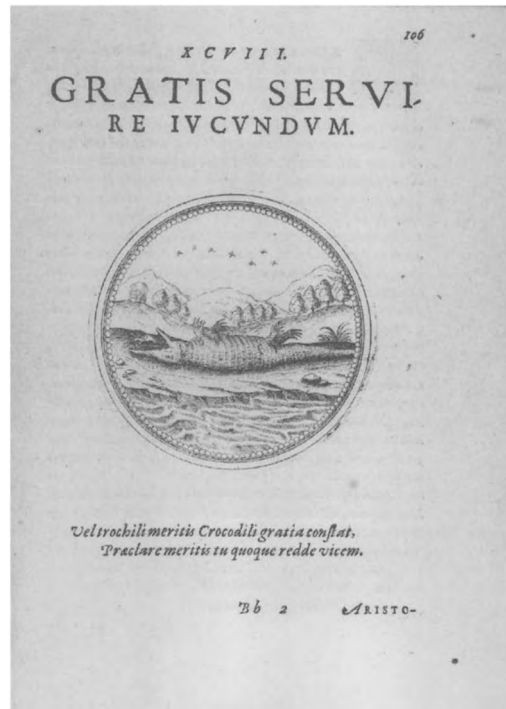 106
XCVIII.
GRATIS SERVI-
RE IVCVNDVM.
Vel trochili meritis Crocodili gratia conſtat,
Præclare meritis tu quoque redde vicem.
Bb 2 ARISTO-